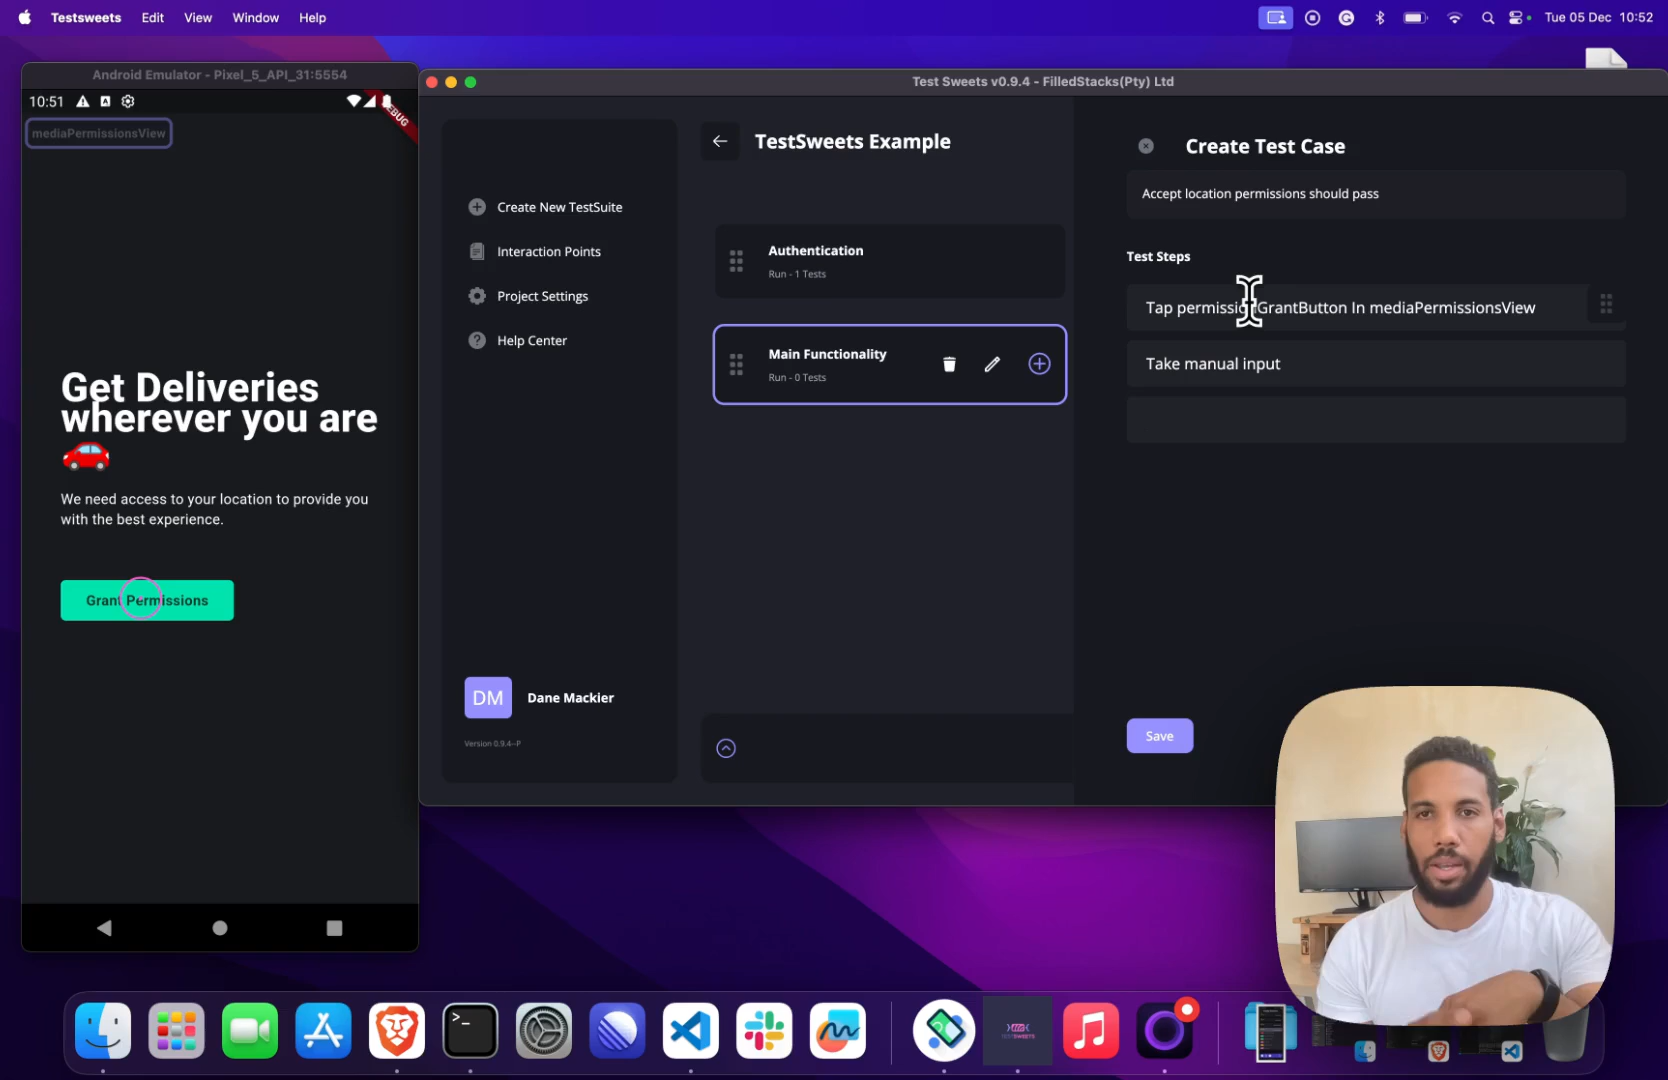 Testsweets Edit View Window Help
Tue 05 Dec 10:52
Android Emulator - Pixel_5_API_31:5554
10:51
mediaPermissionsView
Get Deliveries
wherever you are
We need access to your location to provide you
with the best experience.
Grant Permissions
Test Sweets v0.9.4 - FilledStacks(Pty) Ltd
Create New TestSuite
Interaction Points
Project Settings
Help Center
DM
Dane Mackier
Version 0.9.4--P
TestSweets Example
Authentication
Run - 1 Tests
Main Functionality
Run - 0 Tests
Create Test Case
Accept location permissions should pass
Test Steps
Tap permissionGrantButton In mediaPermissionsView
Take manual input
Save